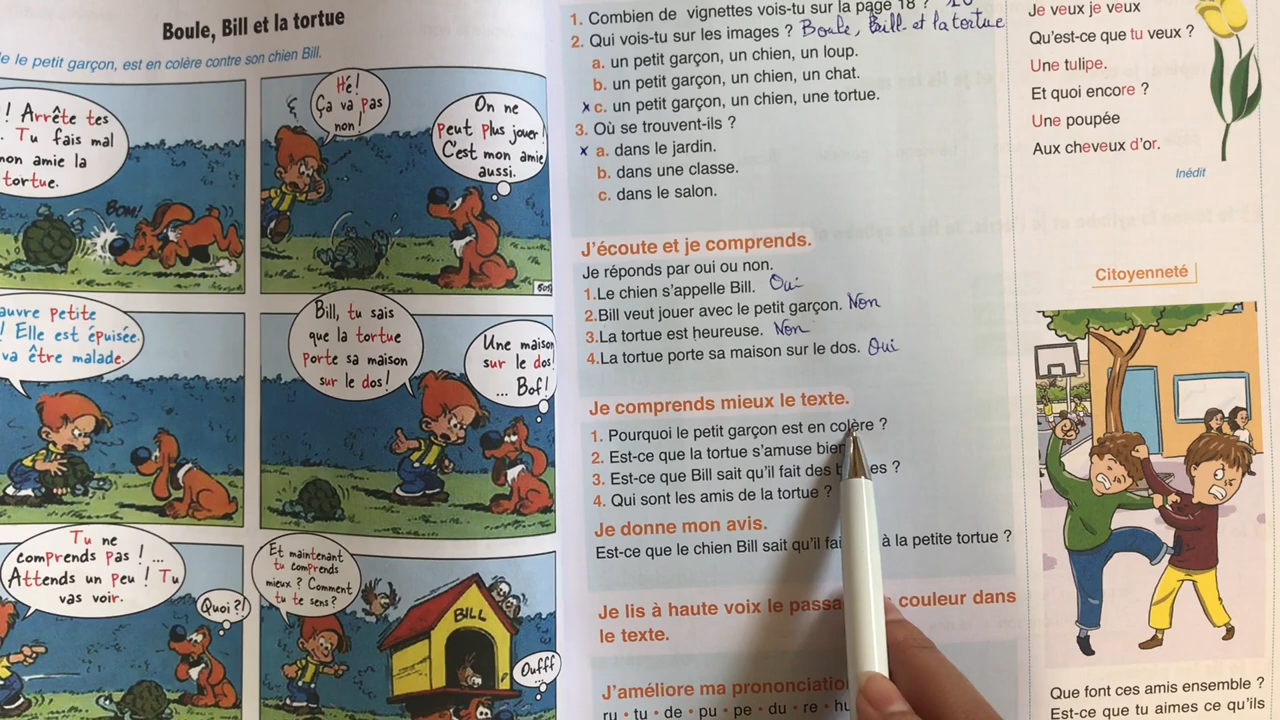 Boule, Bill et la tortue
le petit garçon, est en colère contre son chien Bill.
! Arrête tes
. Tu fais mal
mon amie la
tortue.
BOM!
Hé!
Ça va pas
non!
On ne
peut plus jouer!
C'est mon amie
aussi.
petite
! Elle est épuisée.
va être malade.
Bill, tu sais
que la tortue
porte sa maison
sur le dos!
Une maison
sur le dos!
... Bof!
Tu ne
comprends pas ! ...
Attends un peu ! Tu
vas voir.
Quoi?!
Et maintenant
tu comprends
mieux ? Comment
tu te sens?
BILL
Oufff
1. Combien de vignettes vois-tu sur la page 18 ?
2. Qui vois-tu sur les images ? Boule, Bill et la tortue
a. un petit garçon, un chien, un loup.
b. un petit garçon, un chien, un chat.
x c. un petit garçon, un chien, une tortue.
3. Où se trouvent-ils ?
x a. dans le jardin.
b. dans une classe.
c. dans le salon.
J'écoute et je comprends.
Je réponds par oui ou non.
1.Le chien s'appelle Bill. Oui
2.Bill veut jouer avec le petit garçon. Non
3.La tortue est heureuse. Non
4.La tortue porte sa maison sur le dos. Oui
Je comprends mieux le texte.
1. Pourquoi le petit garçon est en colère ?
2. Est-ce que la tortue s'amuse bien
3. Est-ce que Bill sait qu'il fait des b es ?
4. Qui sont les amis de la tortue ?
Je donne mon avis.
Est-ce que le chien Bill sait qu'il fai à la petite tortue ?
Je lis à haute voix le passa couleur dans
le texte.
J'améliore ma prononciatio
ru • tu • de • pu • pe • du • re • hu
Je veux je veux
Qu'est-ce que tu veux ?
Une tulipe.
Et quoi encore ?
Une poupée
Aux cheveux d'or.
Inédit
Citoyenneté
Que font ces amis ensemble ?
Est-ce que tu aimes ce qu'ils